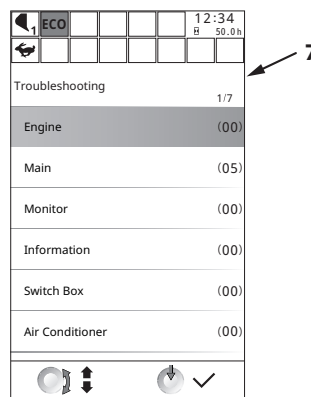 1 ECO 12:34
H 50.0h
7
Troubleshooting
1/7
Engine (00)
Main (05)
Monitor (00)
Information (00)
Switch Box (00)
Air Conditioner (00)